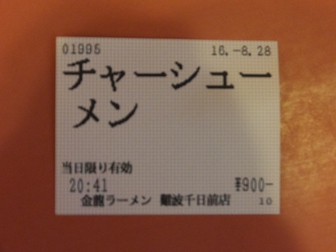 01995 16.-8.28
チャーシュー
メン
当日限り有効
20:41 ¥900-
金龍ラーメン 難波千日前店 10